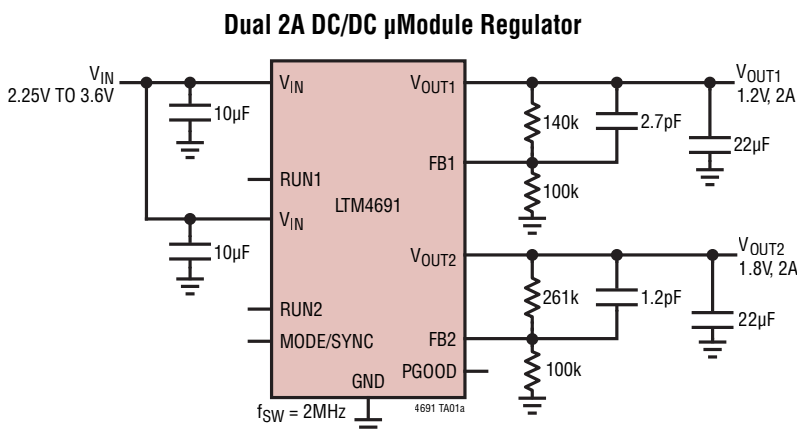 Dual 2A DC/DC µModule Regulator
VIN
2.25V TO 3.6V
10µF
VIN
RUN1
LTM4691
VIN
10µF
RUN2
MODE/SYNC
GND
fSW = 2MHz
4691 TA01a
VOUT1
FB1
VOUT2
FB2
PGOOD
140k
2.7pF
100k
22µF
VOUT1
1.2V, 2A
261k
1.2pF
100k
22µF
VOUT2
1.8V, 2A